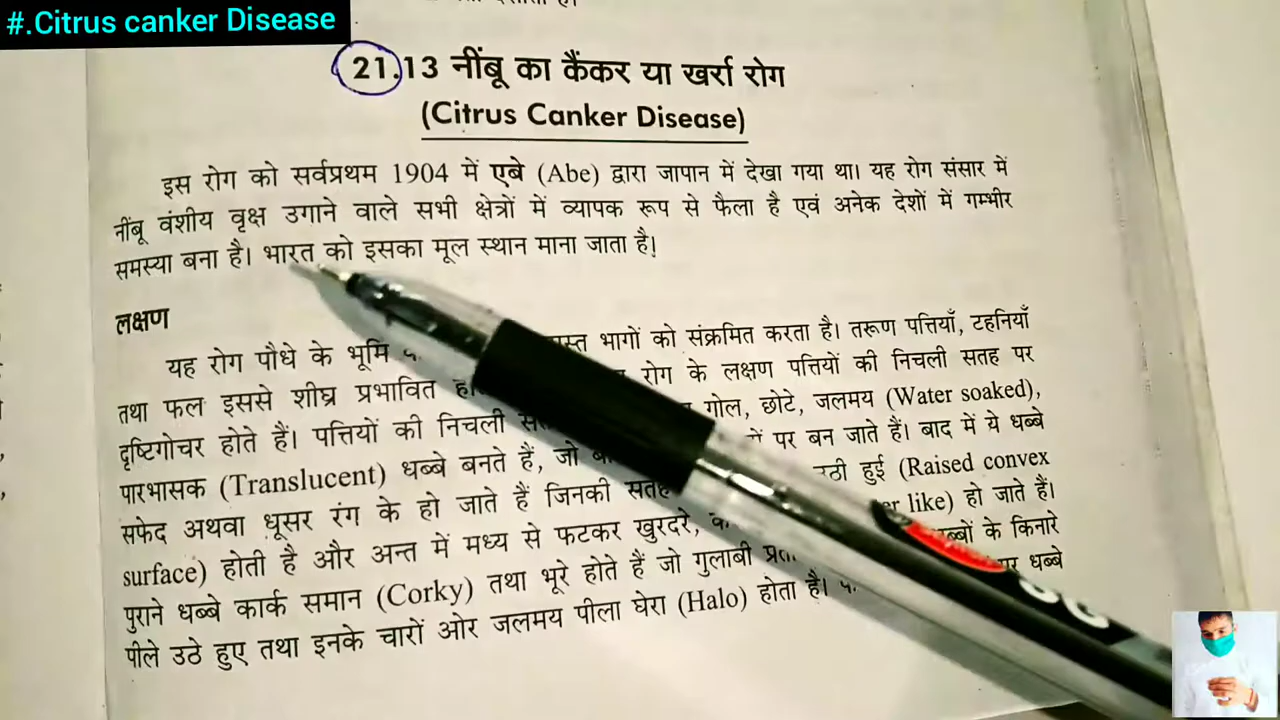 #.Citrus canker Disease
21.13 नींबू का कैंकर या खर्रा रोग
(Citrus Canker Disease)
इस रोग को सर्वप्रथम 1904 में एबे (Abe) द्वारा जापान में देखा गया था। यह रोग संसार में
नींबू वंशीय वृक्ष उगाने वाले सभी क्षेत्रों में व्यापक रूप से फैला है एवं अनेक देशों में गम्भीर
समस्या बना है। भारत को इसका मूल स्थान माना जाता है।
लक्षण
यह रोग पौधे के भूमि भागों को संक्रमित करता है। तरूण पत्तियाँ, टहनियाँ
तथा फल इससे शीघ्र प्रभावित रोग के लक्षण पत्तियों की निचली सतह पर
दृष्टिगोचर होते हैं। पत्तियों की निचली गोल, छोटे, जलमय (Water soaked),
पारभासक (Translucent) धब्बे बनते हैं, जो पर बन जाते हैं। बाद में ये धब्बे
सफेद अथवा धूसर रंग के हो जाते हैं जिनकी सतह हुई (Raised convex
surface) होती है और अन्त में मध्य से फटकर खुरदरे, like) हो जाते हैं।
पुराने धब्बे कार्क समान (Corky) तथा भूरे होते हैं जो गुलाबी के किनारे
पीले उठे हुए तथा इनके चारों ओर जलमय पीला घेरा (Halo) होता है। धब्बे